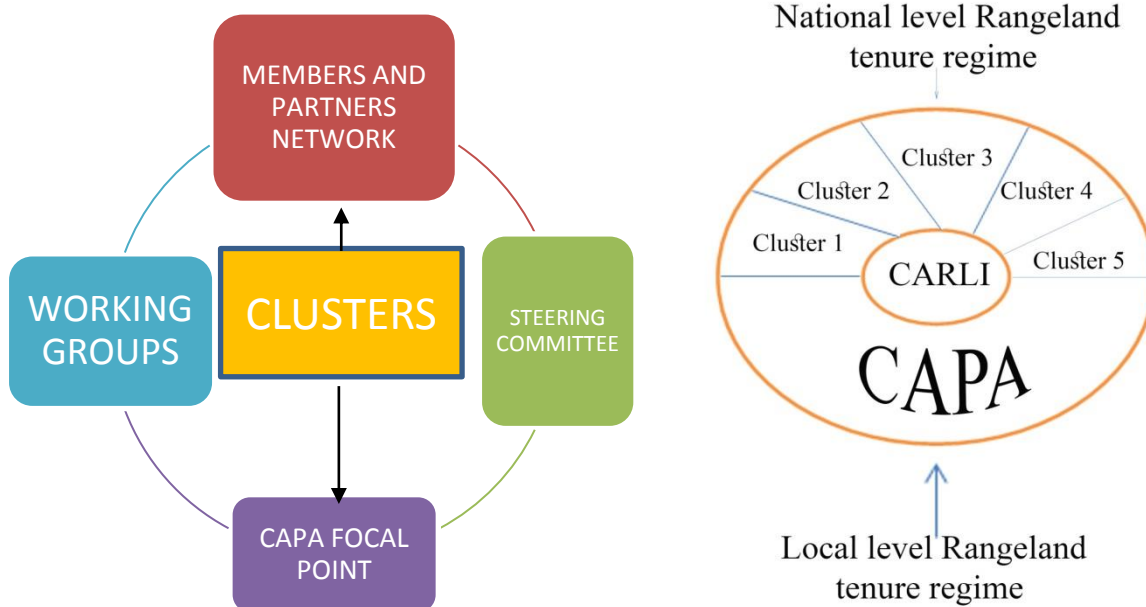 MEMBERS AND
PARTNERS
NETWORK
WORKING
GROUPS
CLUSTERS
STEERING
COMMITTEE
CAPA FOCAL
POINT
National level Rangeland
tenure regime
Cluster 3
Cluster 2
Cluster 4
Cluster 1
CARLI
Cluster 5
CAPA
Local level Rangeland
tenure regime